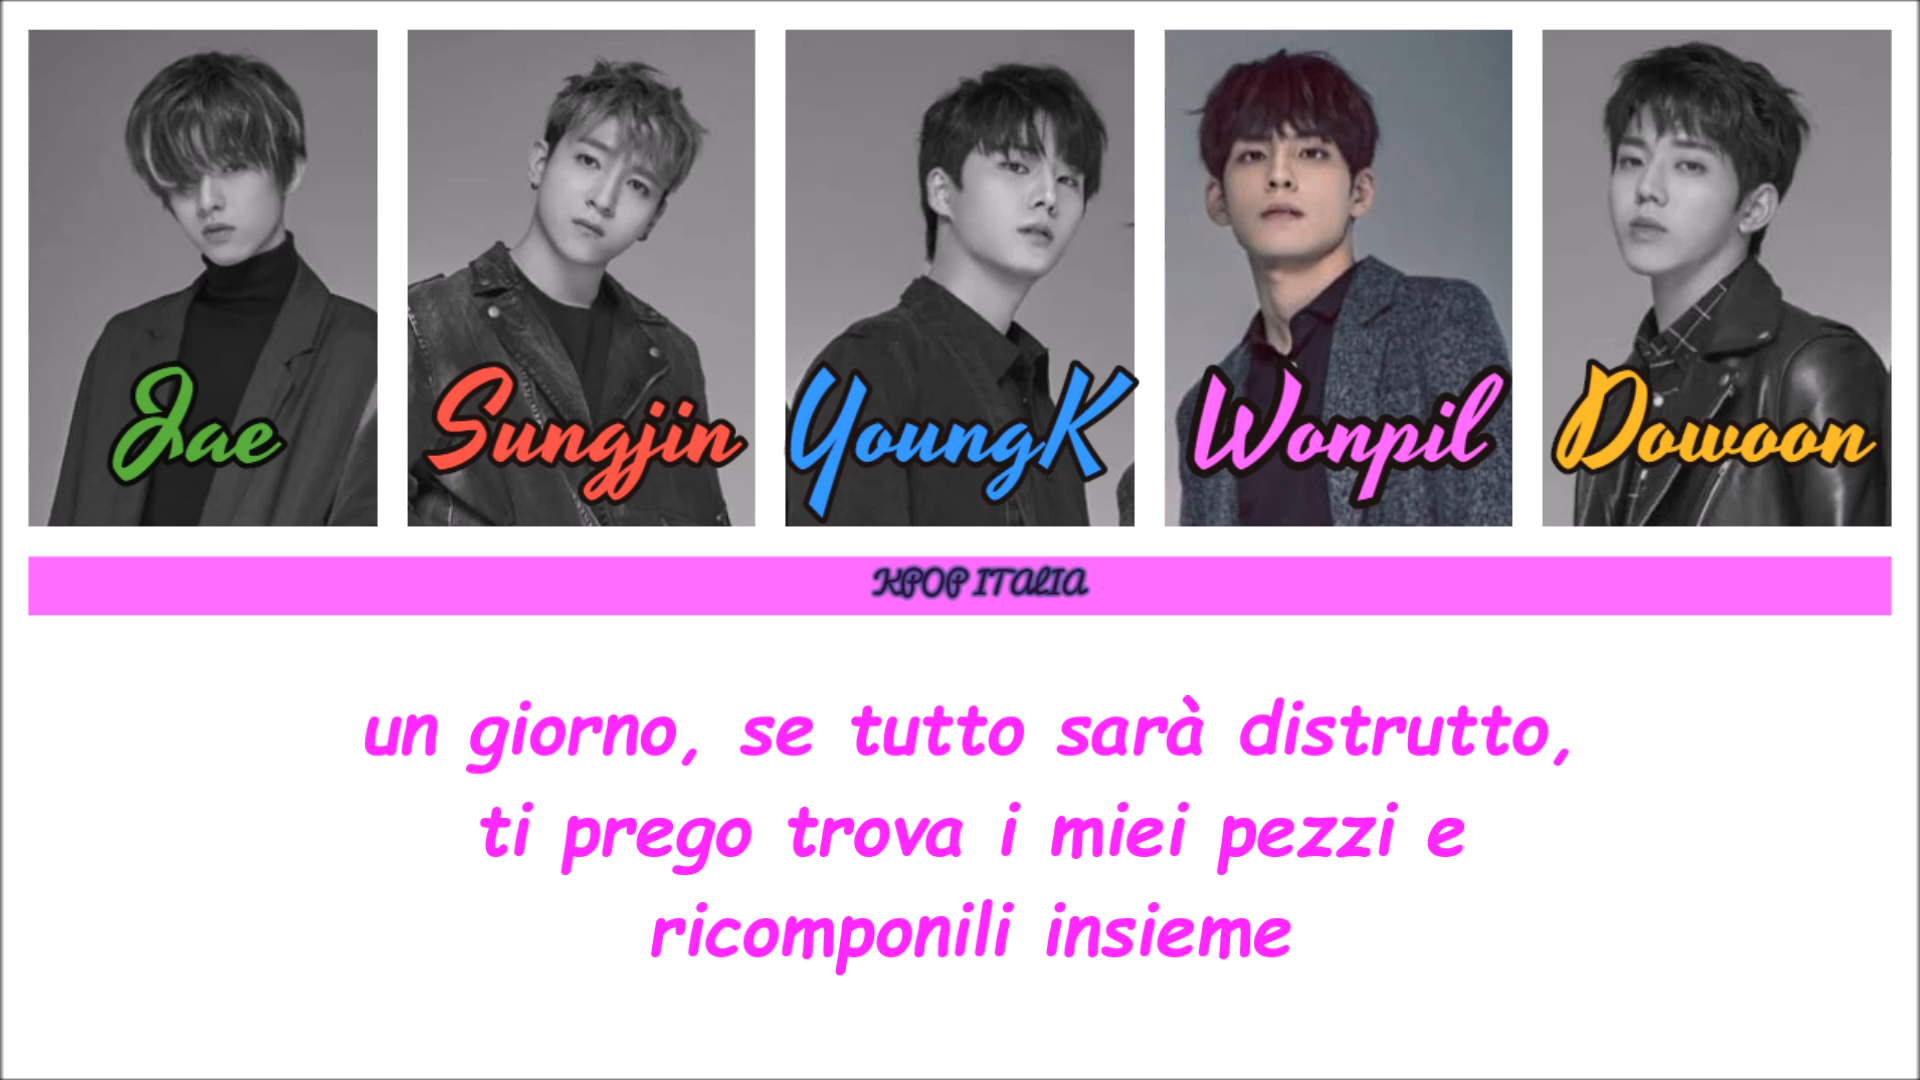 Jae
Sungjin
YoungK
Wonpil
Dowoon
KPOP ITALIA
un giorno, se tutto sarà distrutto,
ti prego trova i miei pezzi e
ricomponili insieme